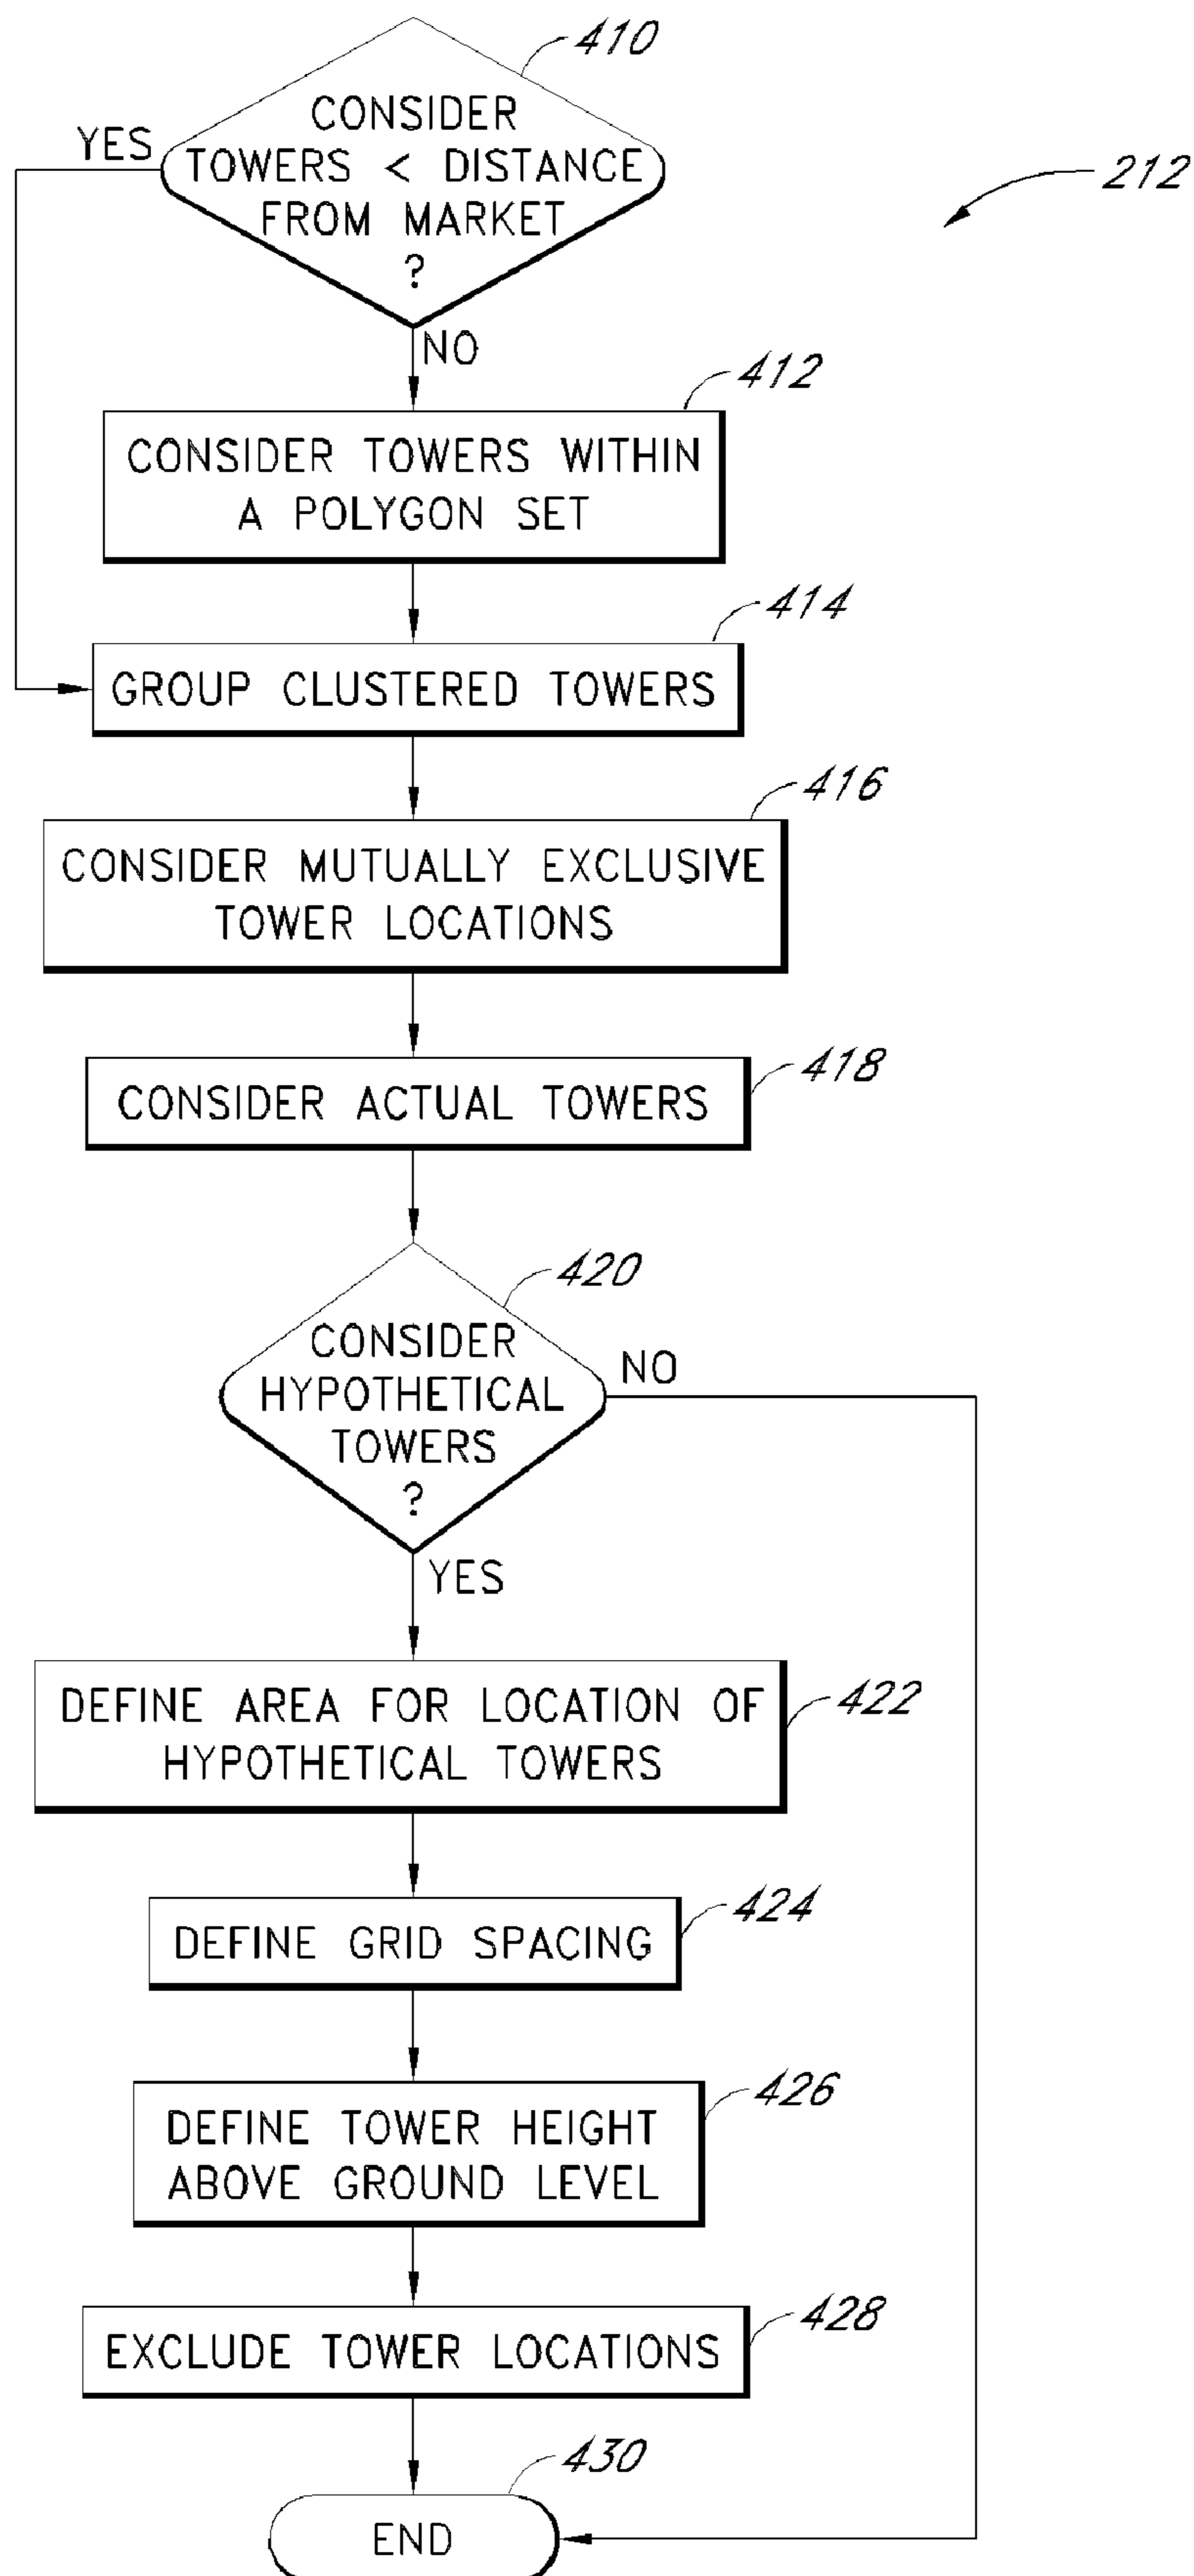 410
CONSIDER
TOWERS < DISTANCE
FROM MARKET
?
YES
212
NO
412
CONSIDER TOWERS WITHIN
A POLYGON SET
414
GROUP CLUSTERED TOWERS
416
CONSIDER MUTUALLY EXCLUSIVE
TOWER LOCATIONS
418
CONSIDER ACTUAL TOWERS
420
CONSIDER
HYPOTHETICAL
TOWERS
?
NO
YES
422
DEFINE AREA FOR LOCATION OF
HYPOTHETICAL TOWERS
424
DEFINE GRID SPACING
426
DEFINE TOWER HEIGHT
ABOVE GROUND LEVEL
428
EXCLUDE TOWER LOCATIONS
430
END